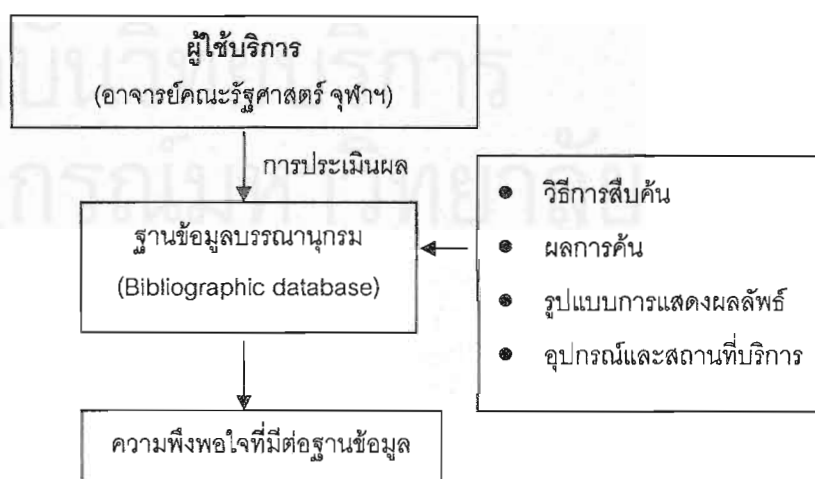 ผู้ใช้บริการ
(อาจารย์คณะรัฐศาสตร์ จุฬาฯ)
การประเมินผล
ฐานข้อมูลบรรณานุกรม
(Bibliographic database)
● วิธีการสืบค้น
● ผลการค้น
● รูปแบบการแสดงผลลัพธ์
● อุปกรณ์และสถานที่บริการ
ความพึงพอใจที่มีต่อฐานข้อมูล